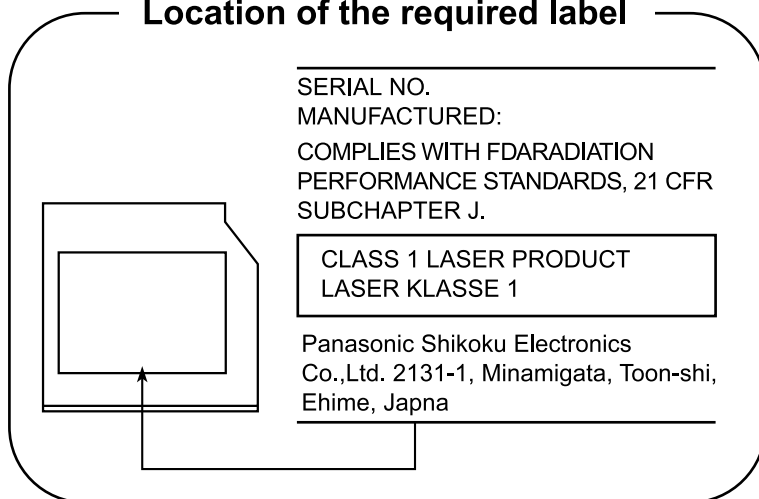 Location of the required label
SERIAL NO.
MANUFACTURED:
COMPLIES WITH FDARADIATION
PERFORMANCE STANDARDS, 21 CFR
SUBCHAPTER J.
CLASS 1 LASER PRODUCT
LASER KLASSE 1
Panasonic Shikoku Electronics
Co.,Ltd. 2131-1, Minamigata, Toon-shi,
Ehime, Japna